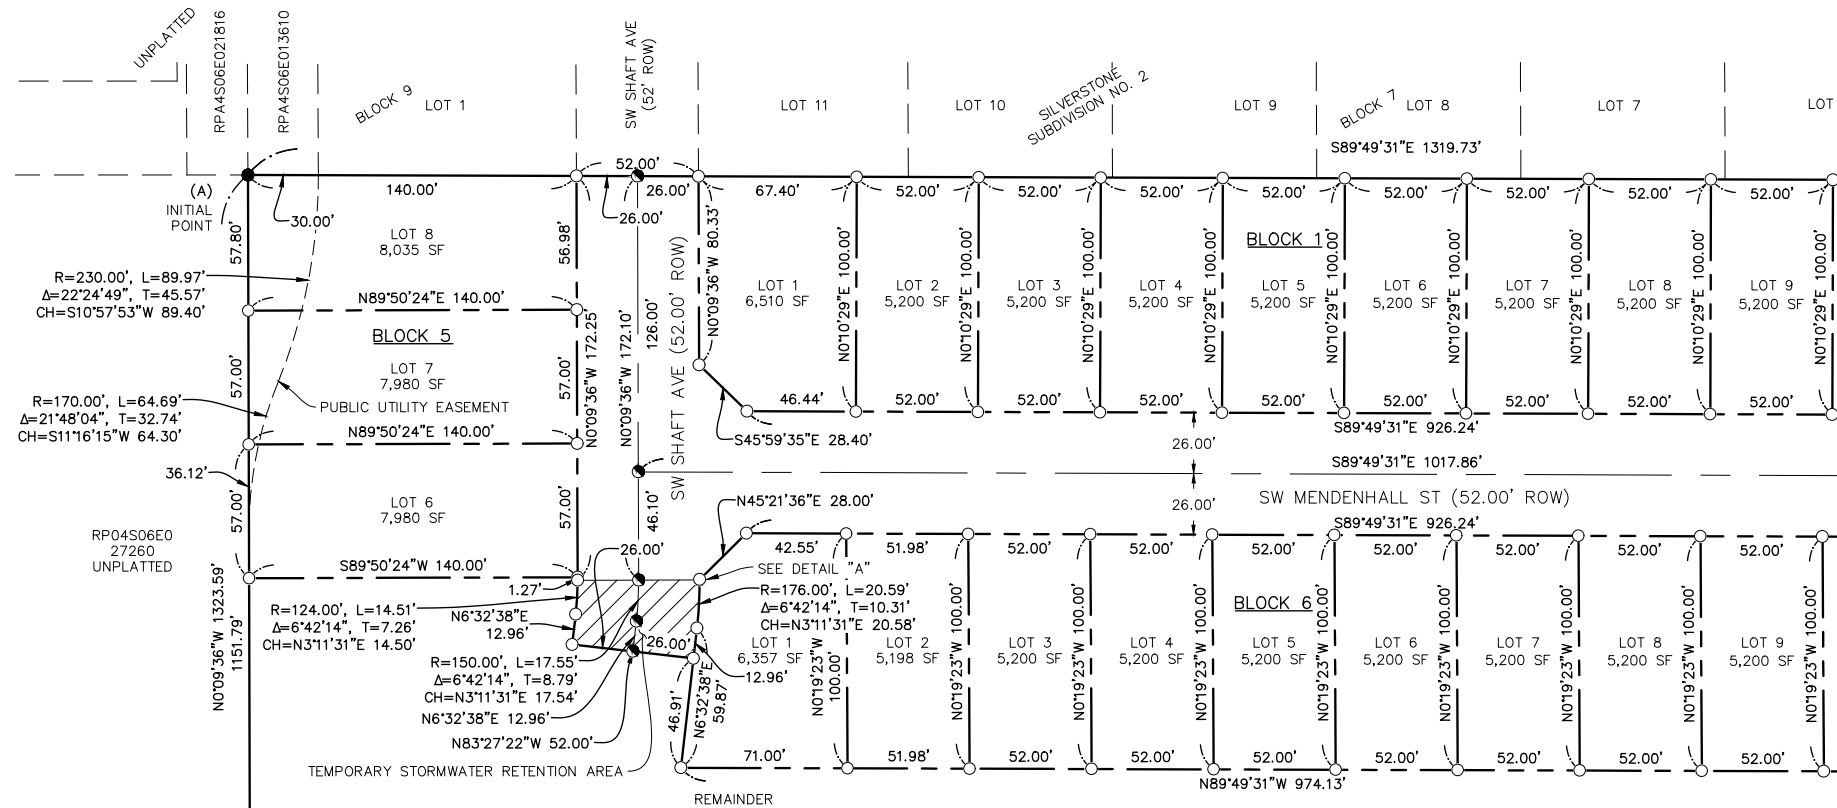 UNPLATTED
RPA4S06E021816
RPA4S06E013610
BLOCK 9
LOT 1
SW SHAFT AVE
(52' ROW)
LOT 11
LOT 10
SILVERSTONE
SUBDIVISION NO. 2
LOT 9
BLOCK 7
LOT 8
LOT 7
LOT
S89°49'31"E 1319.73'
(A)
INITIAL
POINT
30.00'
140.00'
52.00'
26.00'
26.00'
67.40'
52.00'
52.00'
52.00'
52.00'
52.00'
52.00'
52.00'
52.00'
57.80'
LOT 8
8,035 SF
56.98'
R=230.00', L=89.97'
Δ=22°24'49", T=45.57'
CH=S10°57'53"W 89.40'
N89°50'24"E 140.00'
BLOCK 5
57.00'
LOT 7
7,980 SF
57.00'
N0°09'36"W 172.25'
N0°09'36"W 172.10'
126.00'
SW SHAFT AVE (52.00' ROW)
N0°09'36"W 80.33'
R=170.00', L=64.69'
Δ=21°48'04", T=32.74'
CH=S11°16'15"W 64.30'
PUBLIC UTILITY EASEMENT
N89°50'24"E 140.00'
36.12'
57.00'
LOT 6
7,980 SF
57.00'
46.10'
BLOCK 1
LOT 1
6,510 SF
N0°10'29"E 100.00'
LOT 2
5,200 SF
N0°10'29"E 100.00'
LOT 3
5,200 SF
N0°10'29"E 100.00'
LOT 4
5,200 SF
N0°10'29"E 100.00'
LOT 5
5,200 SF
N0°10'29"E 100.00'
LOT 6
5,200 SF
N0°10'29"E 100.00'
LOT 7
5,200 SF
N0°10'29"E 100.00'
LOT 8
5,200 SF
N0°10'29"E 100.00'
LOT 9
5,200 SF
N0°10'29"E 100.00'
46.44'
52.00'
52.00'
52.00'
52.00'
52.00'
52.00'
52.00'
52.00'
S45°59'35"E 28.40'
S89°49'31"E 926.24'
26.00'
S89°49'31"E 1017.86'
26.00'
SW MENDENHALL ST (52.00' ROW)
S89°49'31"E 926.24'
N45°21'36"E 28.00'
RP04S06E0
27260
UNPLATTED
N0°09'36"W 1323.59'
1151.79'
S89°50'24"W 140.00'
1.27'
26.00'
SEE DETAIL "A"
42.55'
51.98'
52.00'
52.00'
52.00'
52.00'
52.00'
52.00'
52.00'
R=124.00', L=14.51'
Δ=6°42'14", T=7.26'
CH=N3°11'31"E 14.50'
N6°32'38"E
12.96'
26.00'
R=176.00', L=20.59'
Δ=6°42'14", T=10.31'
CH=N3°11'31"E 20.58'
R=150.00', L=17.55'
Δ=6°42'14", T=8.79'
CH=N3°11'31"E 17.54'
N6°32'38"E 12.96'
N83°27'22"W 52.00'
TEMPORARY STORMWATER RETENTION AREA
12.96'
46.91'
N6°32'38"E
59.87'
BLOCK 6
LOT 1
6,357 SF
N0°19'23"W
100.00'
LOT 2
5,198 SF
N0°19'23"W 100.00'
LOT 3
5,200 SF
N0°19'23"W 100.00'
LOT 4
5,200 SF
N0°19'23"W 100.00'
LOT 5
5,200 SF
N0°19'23"W 100.00'
LOT 6
5,200 SF
N0°19'23"W 100.00'
LOT 7
5,200 SF
N0°19'23"W 100.00'
LOT 8
5,200 SF
N0°19'23"W 100.00'
LOT 9
5,200 SF
N0°19'23"W 100.00'
71.00'
51.98'
52.00'
52.00'
52.00'
52.00'
52.00'
52.00'
52.00'
N89°49'31"W 974.13'
REMAINDER